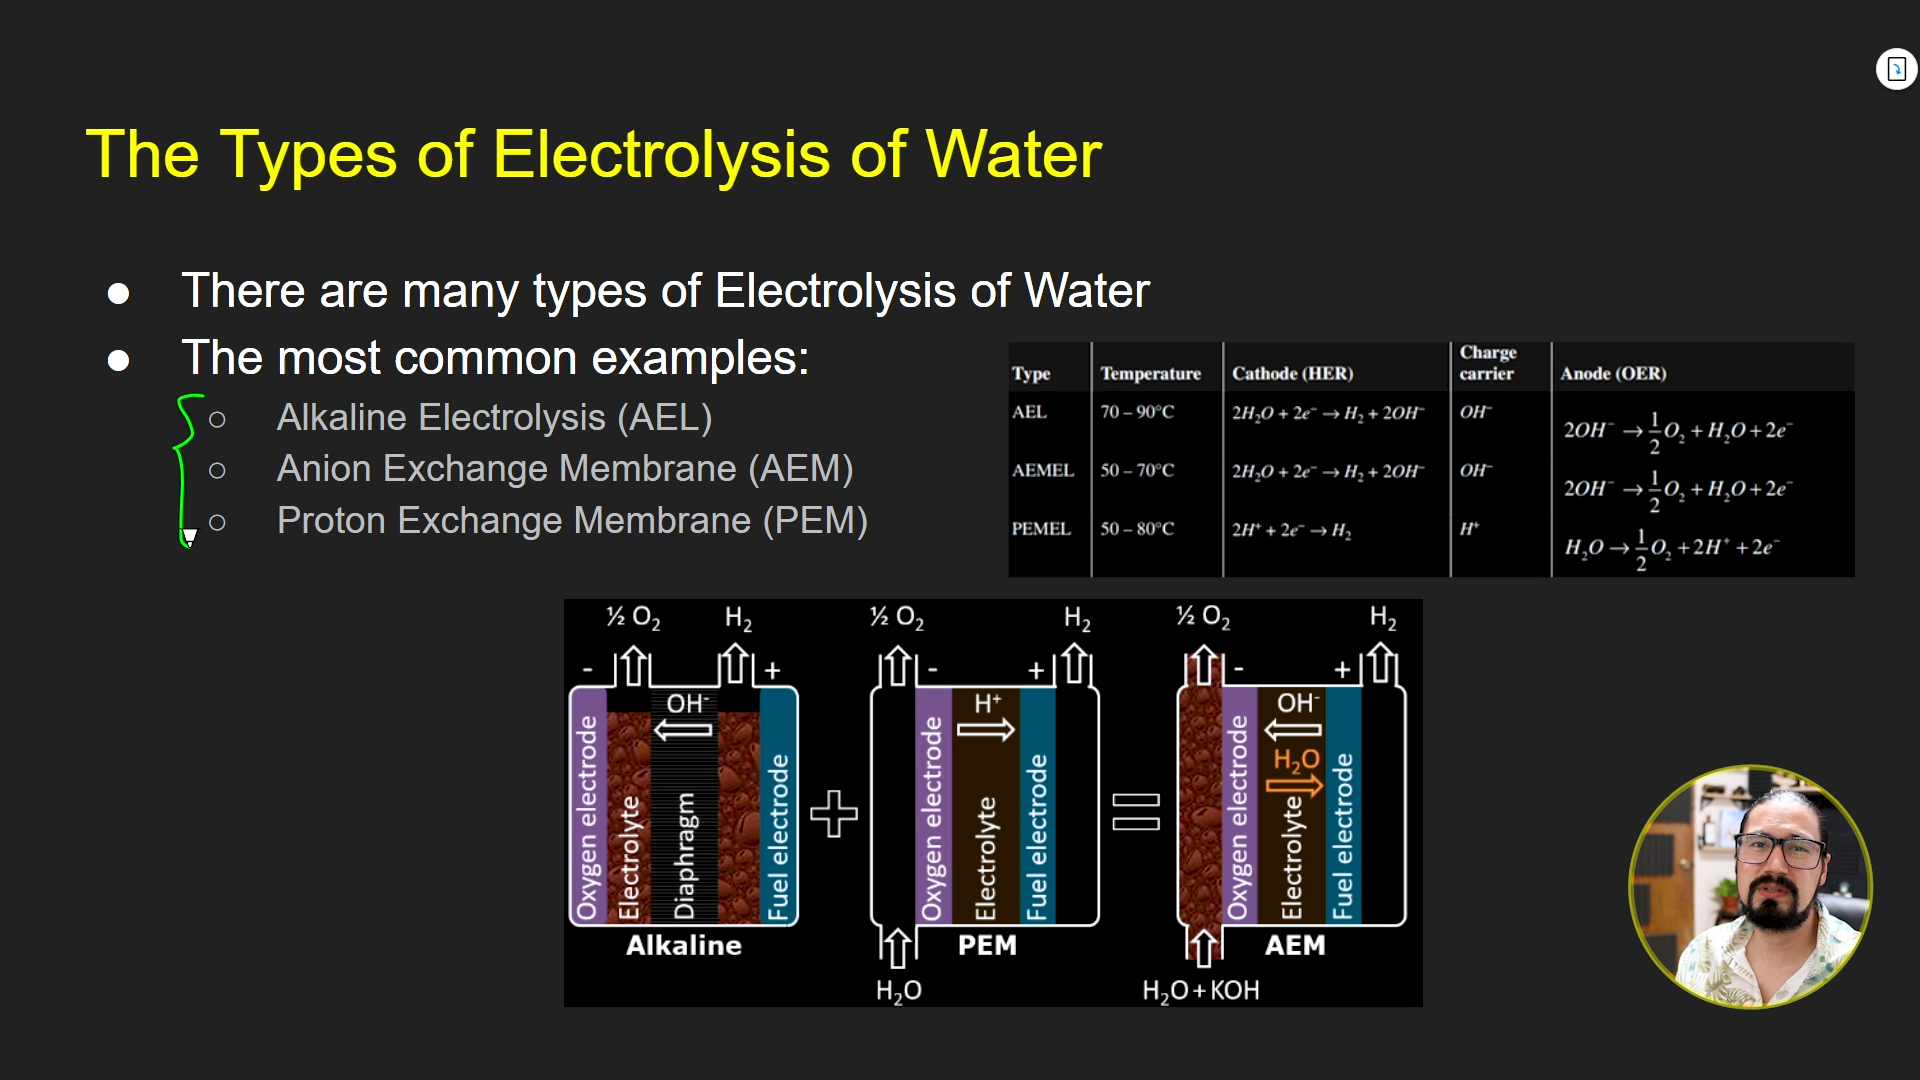 The Types of Electrolysis of Water
● There are many types of Electrolysis of Water
● The most common examples:
○ Alkaline Electrolysis (AEL)
○ Anion Exchange Membrane (AEM)
○ Proton Exchange Membrane (PEM)
Type Temperature Cathode (HER) Charge carrier Anode (OER)
AEL 70 – 90°C 2H₂O + 2e⁻ → H₂ + 2OH⁻ OH⁻ 2OH⁻ → 1/2 O₂ + H₂O + 2e⁻
AEMEL 50 – 70°C 2H₂O + 2e⁻ → H₂ + 2OH⁻ OH⁻ 2OH⁻ → 1/2 O₂ + H₂O + 2e⁻
PEMEL 50 – 80°C 2H⁺ + 2e⁻ → H₂ H⁺ H₂O → 1/2 O₂ + 2H⁺ + 2e⁻
½ O₂ H₂
- +
OH⁻
Oxygen electrode
Electrolyte
Diaphragm
Fuel electrode
Alkaline
+
½ O₂ H₂
- +
H⁺
Oxygen electrode
Electrolyte
Fuel electrode
PEM
H₂O
=
½ O₂ H₂
- +
OH⁻
H₂O
Oxygen electrode
Electrolyte
Fuel electrode
AEM
H₂O+KOH